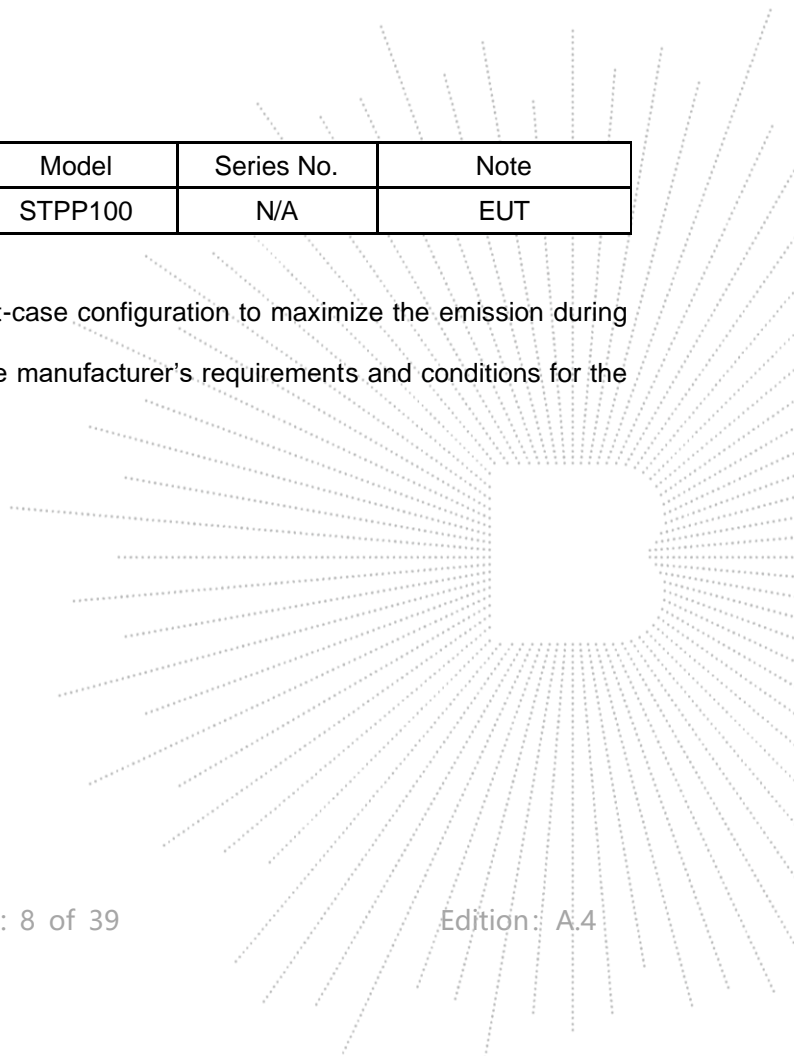 Model Series No. Note
STPP100 N/A EUT
-case configuration to maximize the emission during
manufacturer's requirements and conditions for the
: 8 of 39 Edition: A.4